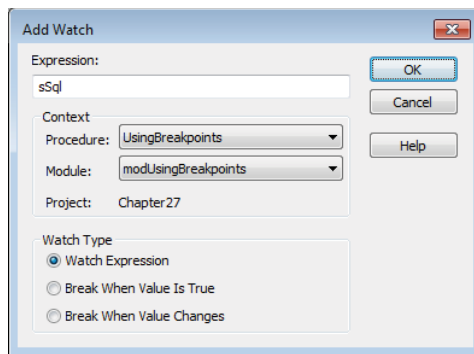 Add Watch
Expression:
sSql
OK
Cancel
Help
Context
Procedure: UsingBreakpoints
Module: modUsingBreakpoints
Project: Chapter27
Watch Type
Watch Expression
Break When Value Is True
Break When Value Changes